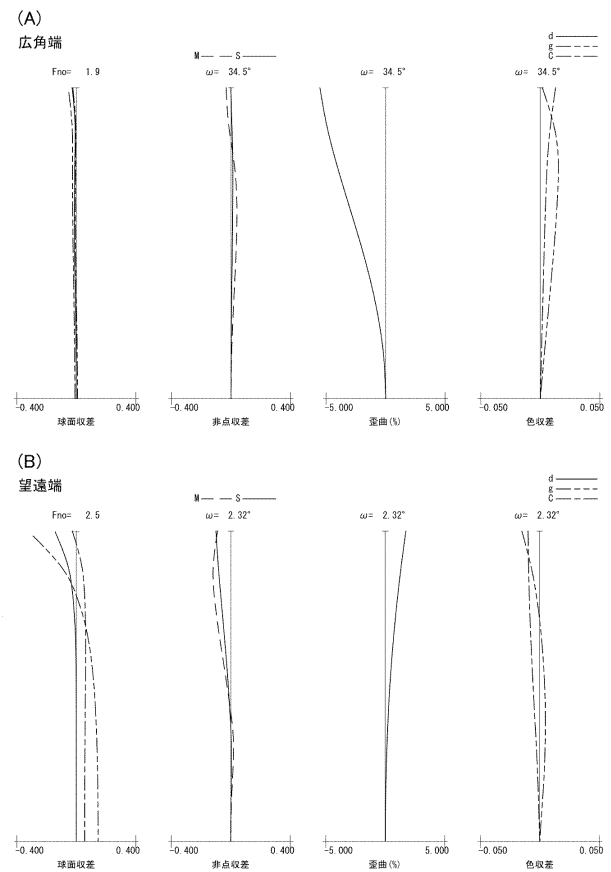 (A)
広角端
d
g
C
M S
Fno= 1.9
ω= 34.5°
ω= 34.5°
ω= 34.5°
-0.400 0.400
-0.400 0.400
-5.000 5.000
-0.050 0.050
球面収差
非点収差
歪曲(%)
色収差
(B)
望遠端
d
g
C
M S
Fno= 2.5
ω= 2.32°
ω= 2.32°
ω= 2.32°
-0.400 0.400
-0.400 0.400
-5.000 5.000
-0.050 0.050
球面収差
非点収差
歪曲(%)
色収差